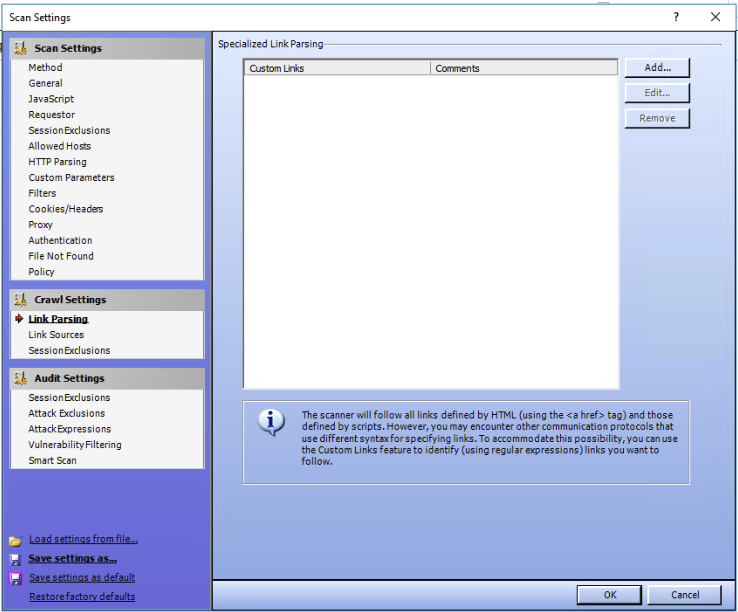 Scan Settings
?
Scan Settings
Method
General
JavaScript
Requestor
Session Exclusions
Allowed Hosts
HTTP Parsing
Custom Parameters
Filters
Cookies/Headers
Proxy
Authentication
File Not Found
Policy
Crawl Settings
Link Parsing
Link Sources
Session Exclusions
Audit Settings
Session Exclusions
Attack Exclusions
Attack Expressions
Vulnerability Filtering
Smart Scan
Load settings from file...
Save settings as...
Save settings as default
Restore factory defaults
Specialized Link Parsing
Custom Links Comments
Add...
Edit...
Remove
The scanner will follow all links defined by HTML (using the <a href> tag) and those
defined by scripts. However, you may encounter other communication protocols that
use different syntax for specifying links. To accommodate this possibility, you can use
the Custom Links feature to identify (using regular expressions) links you want to
follow.
OK Cancel